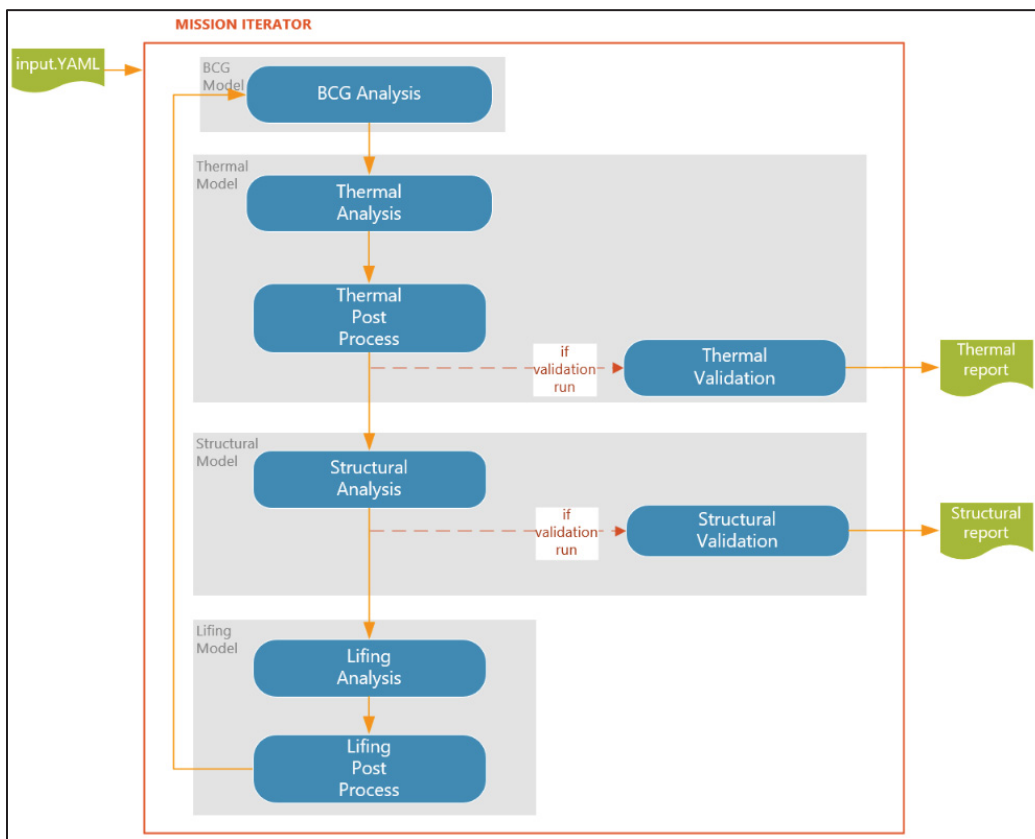 MISSION ITERATOR
input.YAML
BCG
Model
BCG Analysis
Thermal
Model
Thermal
Analysis
Thermal
Post
Process
if
validation
run
Thermal
Validation
Thermal
report
Structural
Model
Structural
Analysis
if
validation
run
Structural
Validation
Structural
report
Lifing
Model
Lifing
Analysis
Lifing
Post
Process